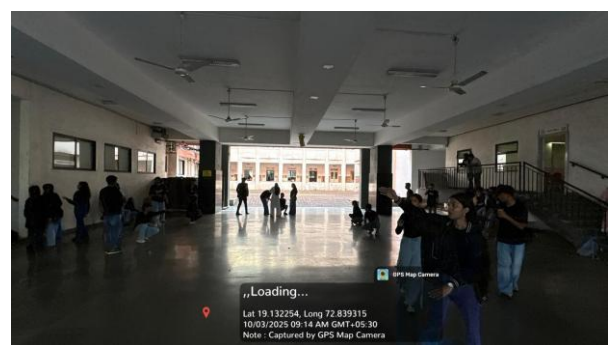 GPS Map Camera
,,Loading...
Lat 19.132254, Long 72.839315
10/03/2025 09:14 AM GMT+05:30
Note : Captured by GPS Map Camera